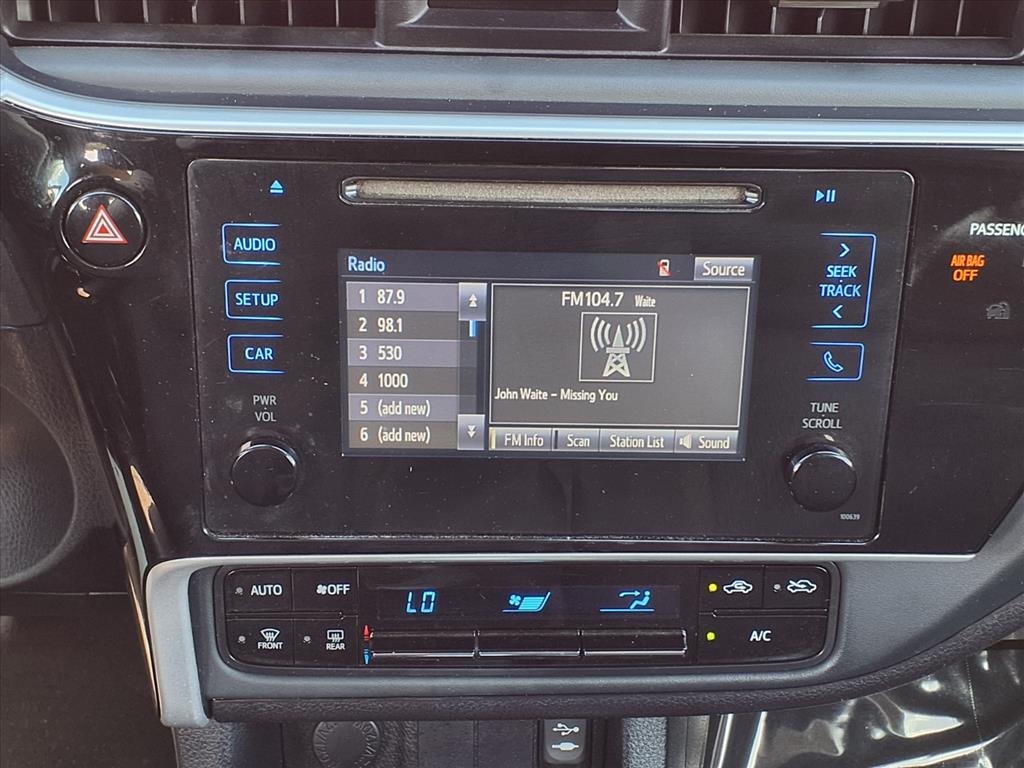 AUDIO
SETUP
CAR
PWR
VOL
Radio
Source
1 87.9
2 98.1
3 530
4 1000
5 (add new)
6 (add new)
FM104.7 Waite
John Waite - Missing You
FM Info
Scan
Station List
Sound
SEEK
TRACK
TUNE
SCROLL
100639
PASSENG
AIR BAG
OFF
AUTO
OFF
FRONT
REAR
LO
A/C